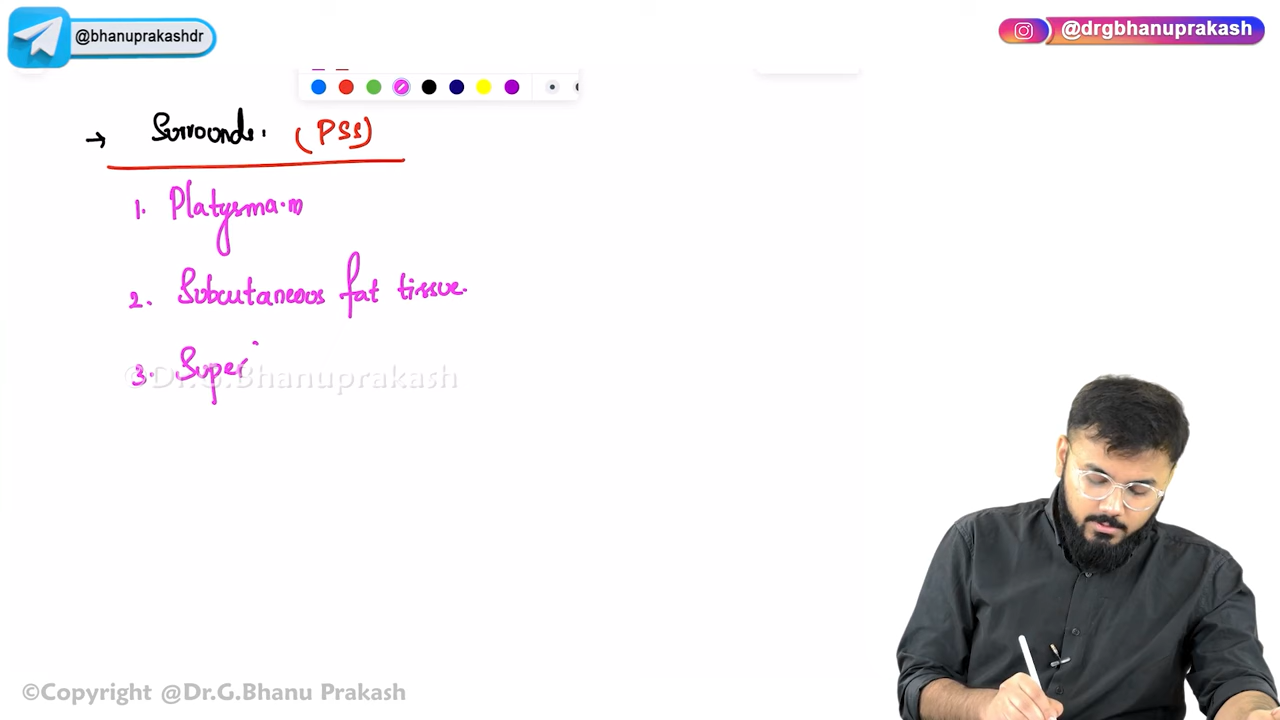 @bhanuprakashdr
@drgbhanuprakash
→ Surrounds. (PSS)
1. Platysma.m
2. Subcutaneous fat tissue.
3. Super
©Dr.G.Bhanuprakash
©Copyright @Dr.G.Bhanu Prakash